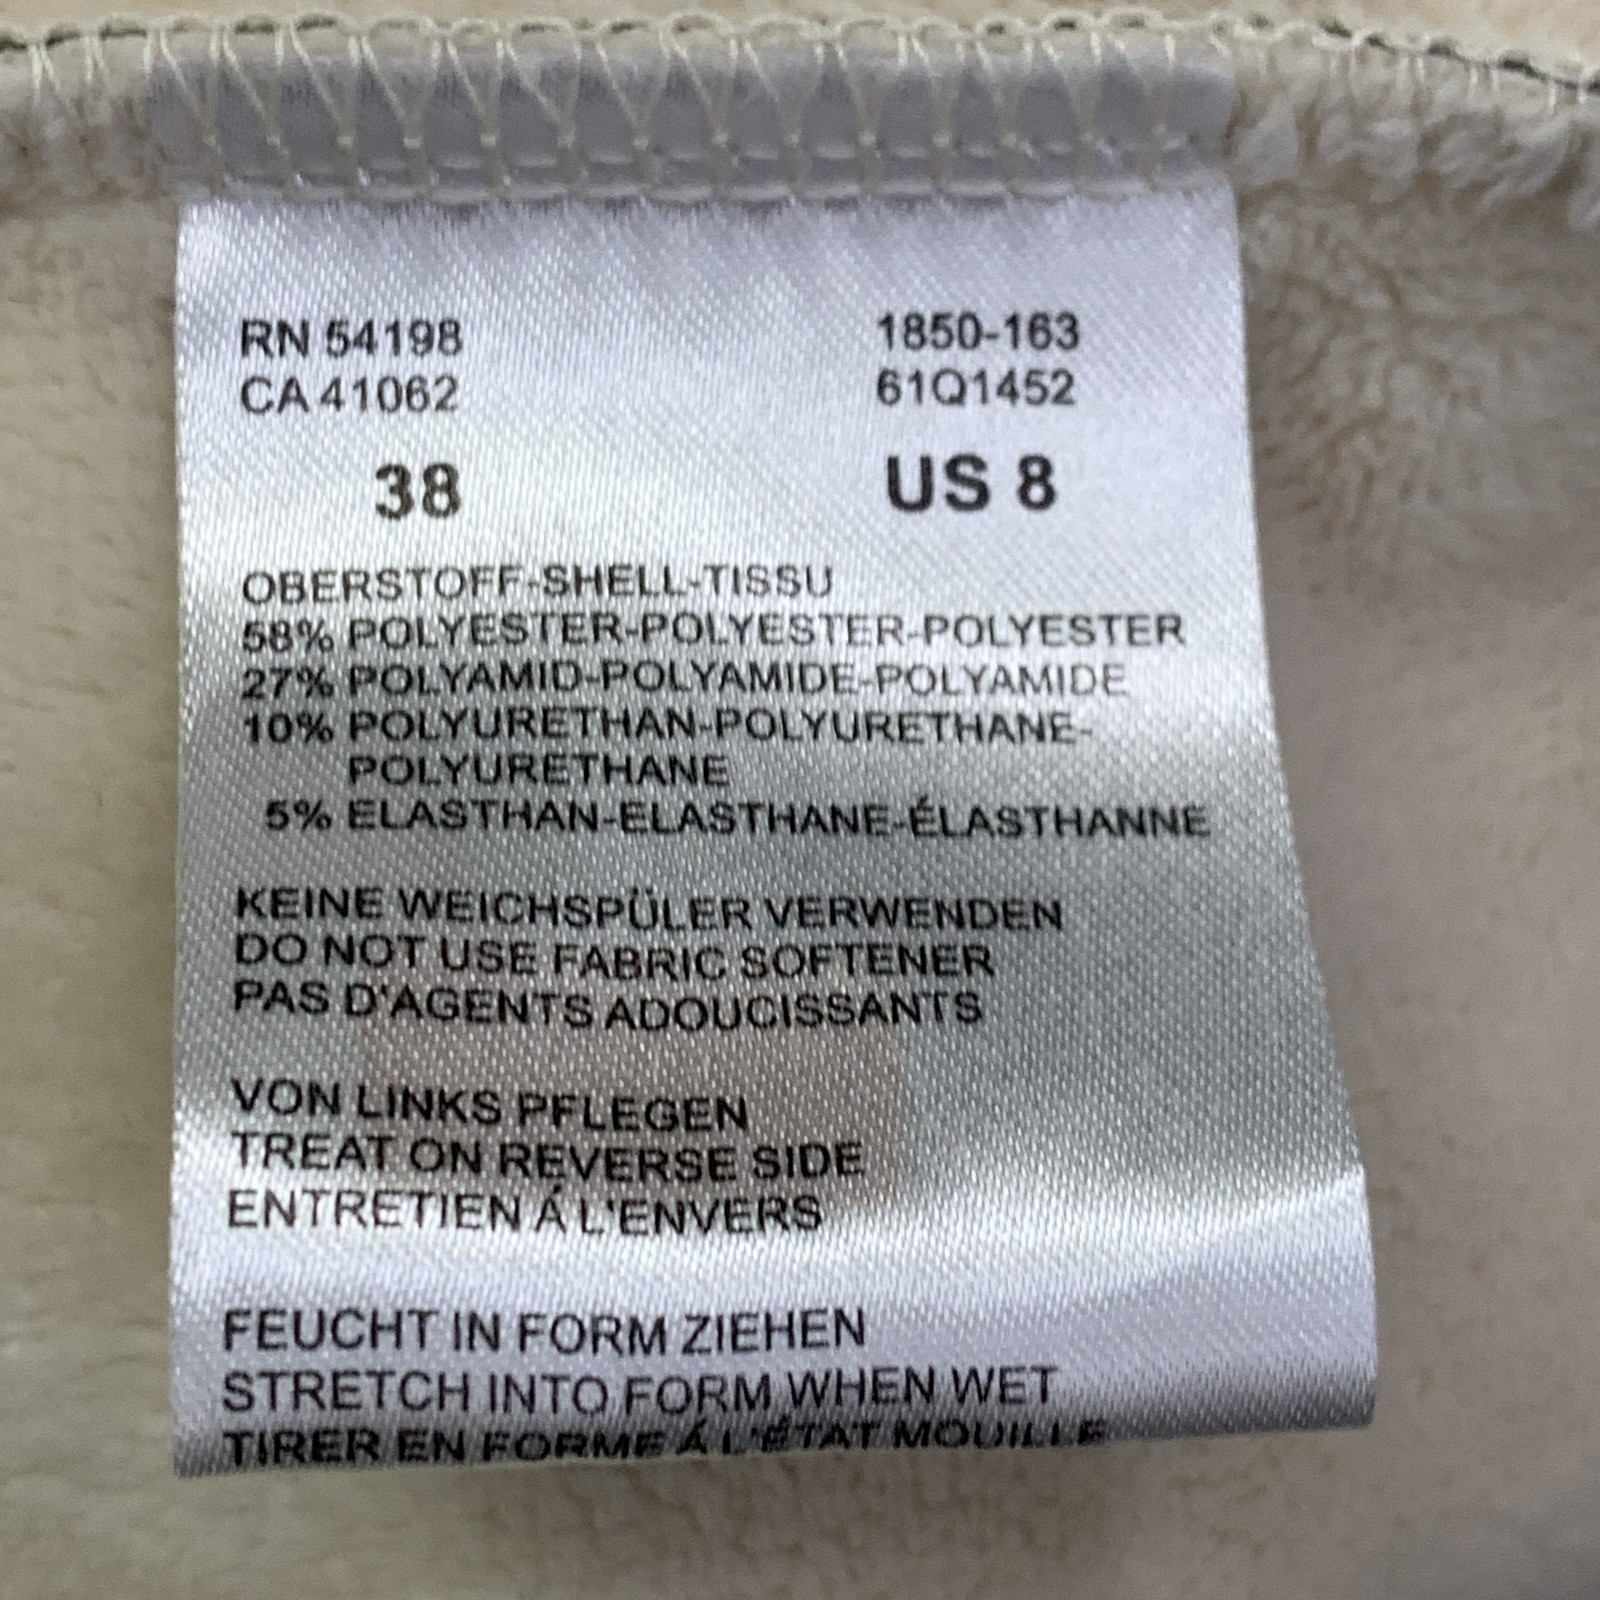 RN 54198 1850-163
CA 41062 61Q1452
38 US 8
OBERSTOFF-SHELL-TISSU
58% POLYESTER-POLYESTER-POLYESTER
27% POLYAMID-POLYAMIDE-POLYAMIDE
10% POLYURETHAN-POLYURETHANE-
POLYURETHANE
5% ELASTHAN-ELASTHANE-ÉLASTHANNE
KEINE WEICHSPÜLER VERWENDEN
DO NOT USE FABRIC SOFTENER
PAS D'AGENTS ADOUCISSANTS
VON LINKS PFLEGEN
TREAT ON REVERSE SIDE
ENTRETIEN Á L'ENVERS
FEUCHT IN FORM ZIEHEN
STRETCH INTO FORM WHEN WET
TIRER EN FORME Á L'ÉTAT MOUILLE